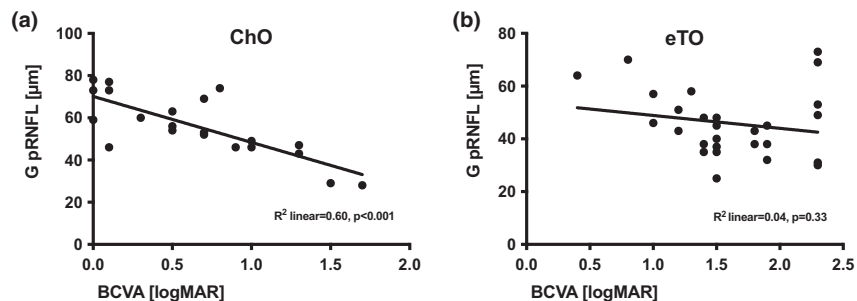 (a)
ChO
G pRNFL [µm]
100
80
60
40
20
0
R² linear=0.60, p<0.001
0.0 0.5 1.0 1.5 2.0
BCVA [logMAR]
(b)
eTO
G pRNFL [µm]
80
60
40
20
0
R² linear=0.04, p=0.33
0.0 0.5 1.0 1.5 2.0 2.5
BCVA [logMAR]